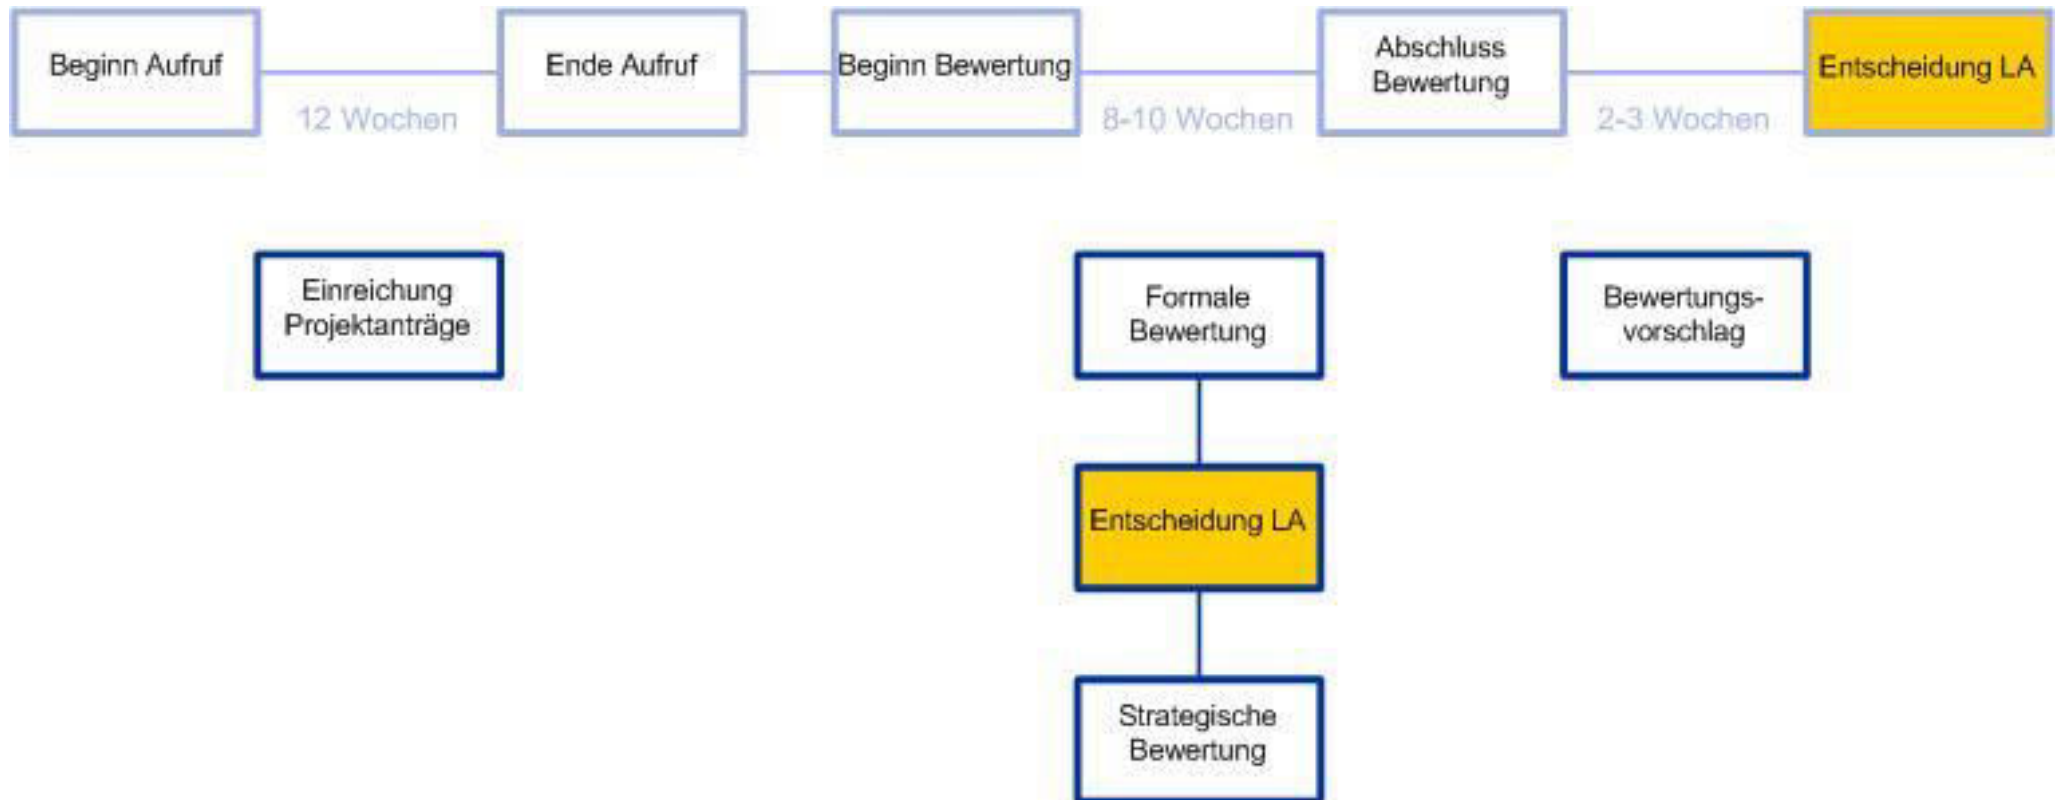 Beginn Aufruf
12 Wochen
Ende Aufruf
Beginn Bewertung
8-10 Wochen
Abschluss
Bewertung
2-3 Wochen
Entscheidung LA
Einreichung
Projektanträge
Formale
Bewertung
Bewertungs-
vorschlag
Entscheidung LA
Strategische
Bewertung